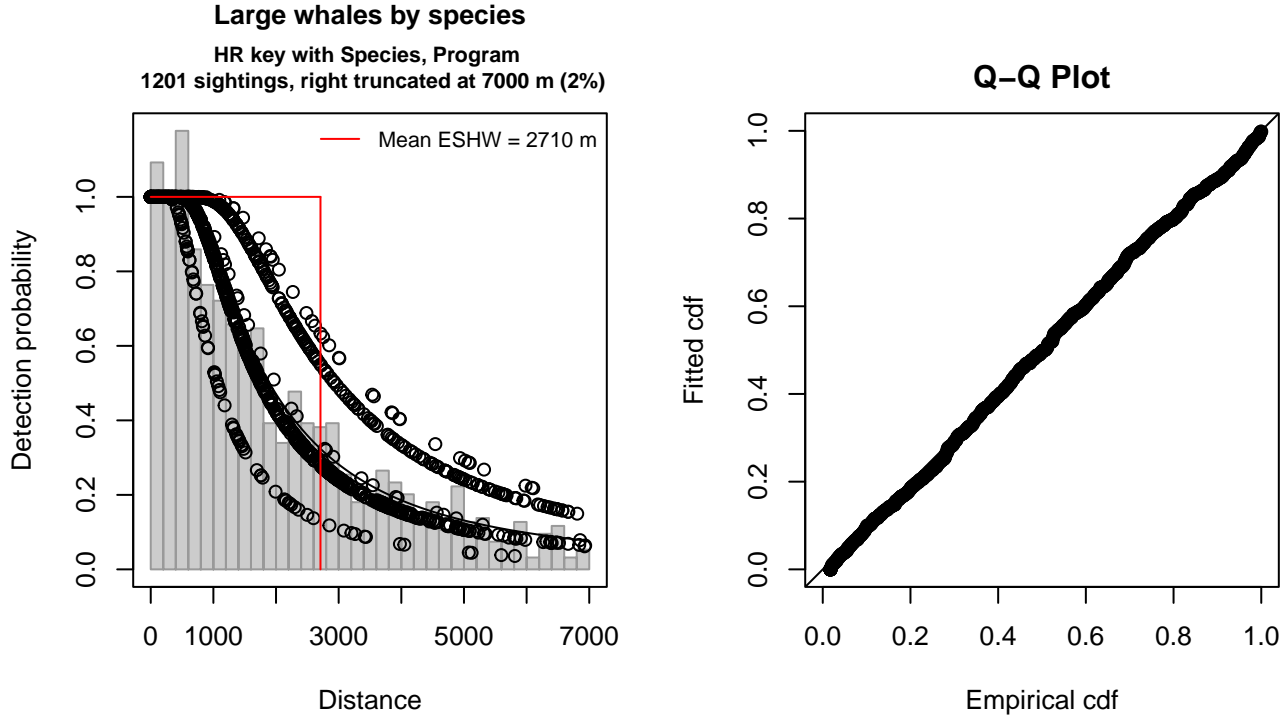 Large whales by species
HR key with Species, Program
1201 sightings, right truncated at 7000 m (2%)
Mean ESHW = 2710 m
Detection probability
0.0 0.2 0.4 0.6 0.8 1.0
0 1000 3000 5000 7000
Distance
Q−Q Plot
Fitted cdf
0.0 0.2 0.4 0.6 0.8 1.0
0.0 0.2 0.4 0.6 0.8 1.0
Empirical cdf